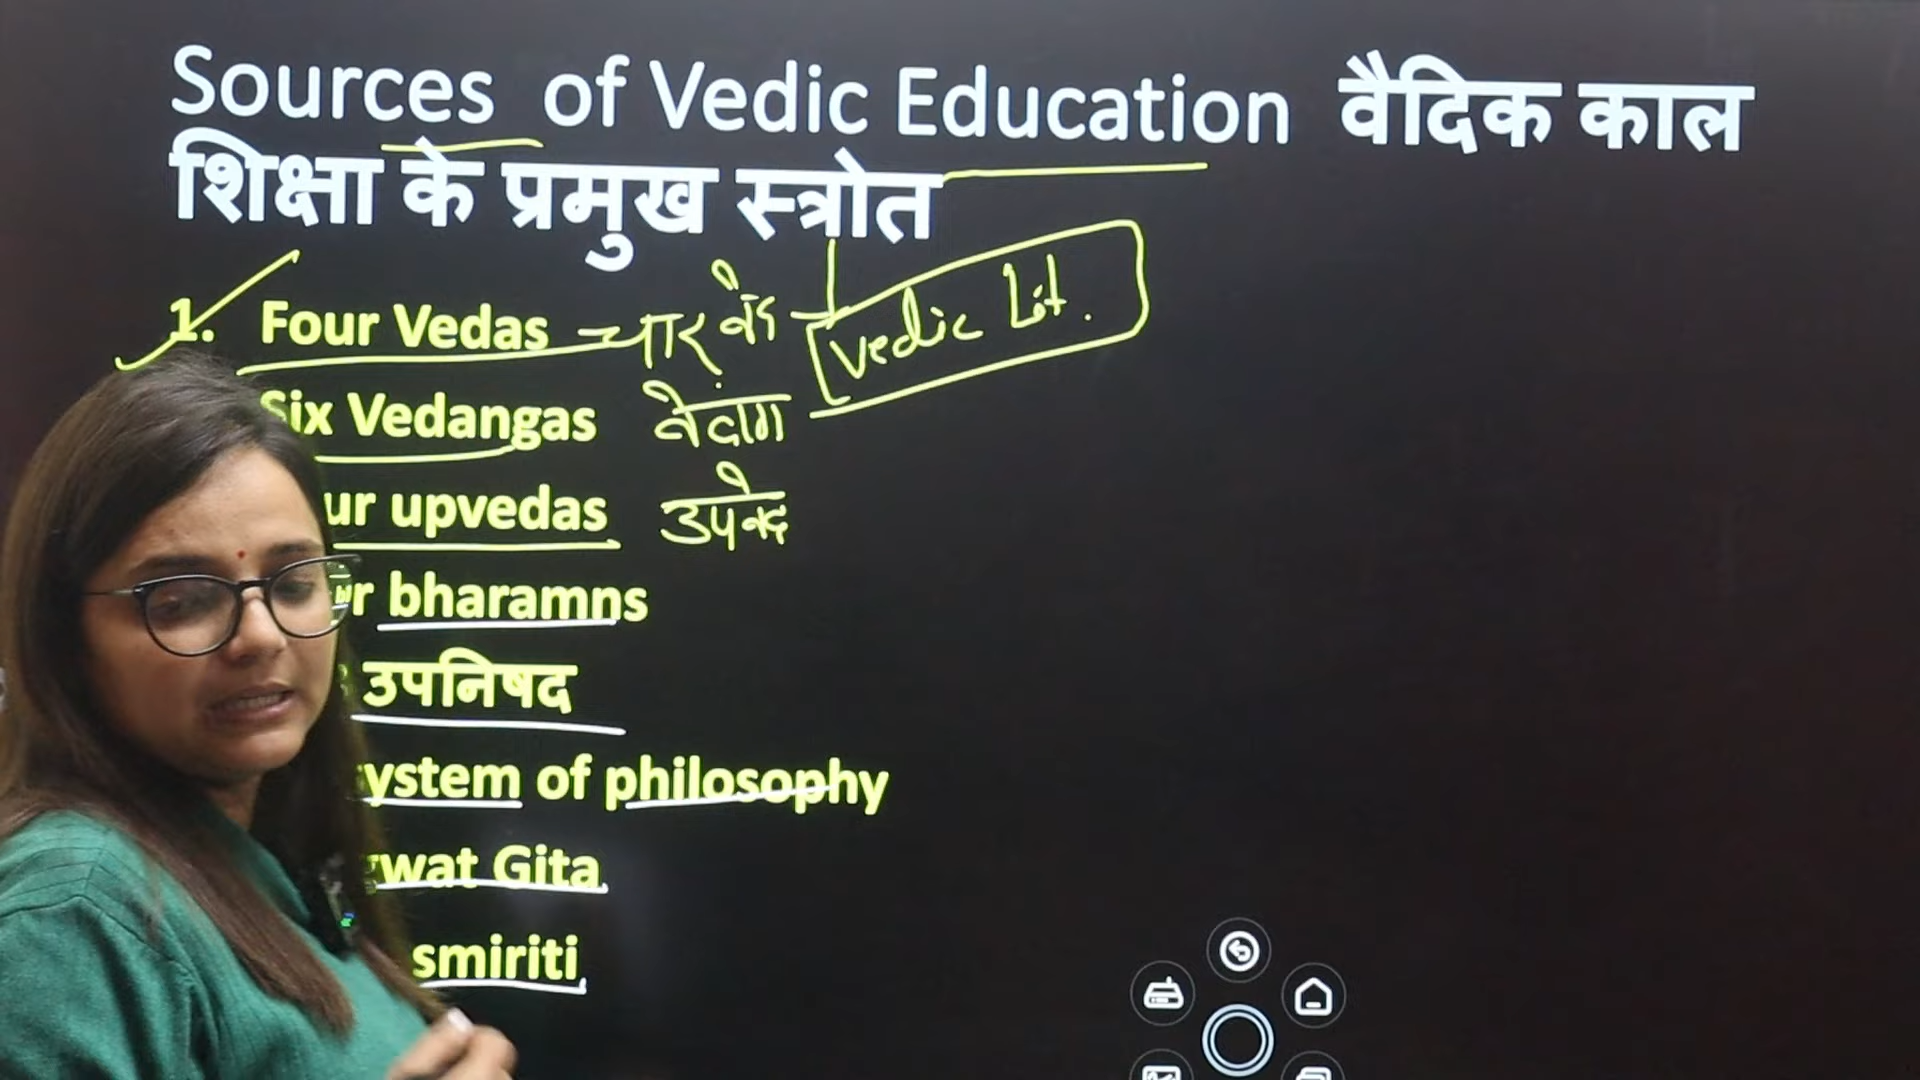 Sources of Vedic Education वैदिक काल
शिक्षा के प्रमुख स्त्रोत
1. Four Vedas - चार वेद
Vedic Lit.
Six Vedangas वेदांग
ur upvedas उपवेद
r bharamns
उपनिषद
ystem of philosophy
gwat Gita
smiriti